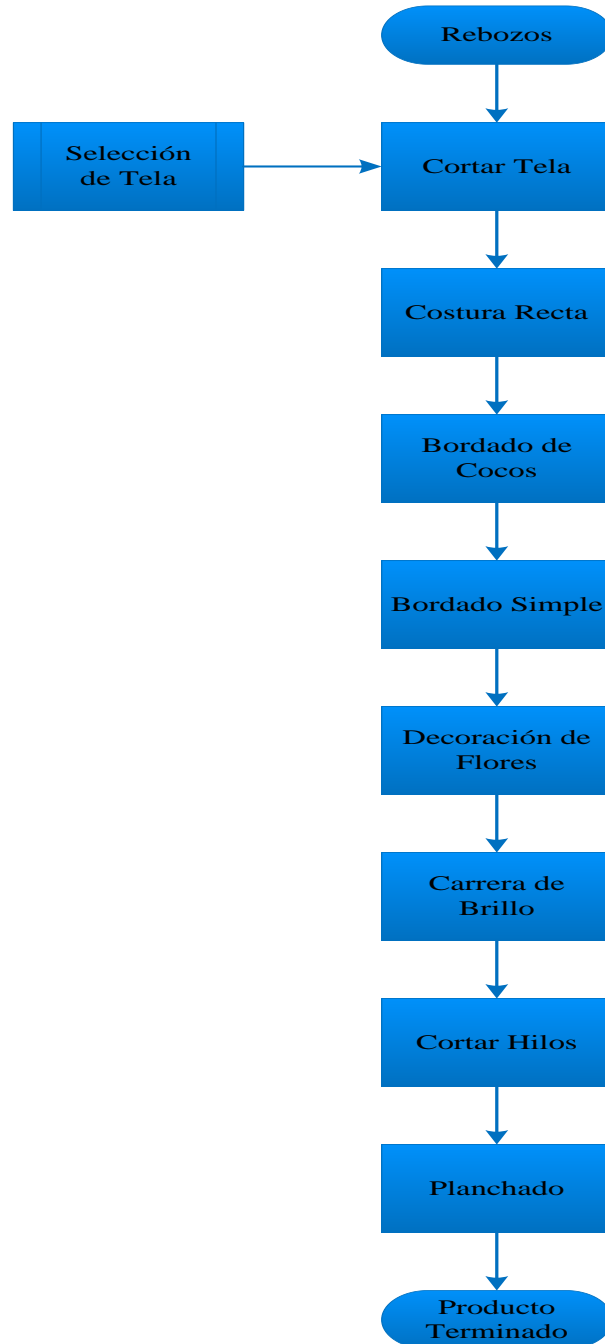 Rebozos
Selección
de Tela
Cortar Tela
Costura Recta
Bordado de
Cocos
Bordado Simple
Decoración de
Flores
Carrera de
Brillo
Cortar Hilos
Planchado
Producto
Terminado